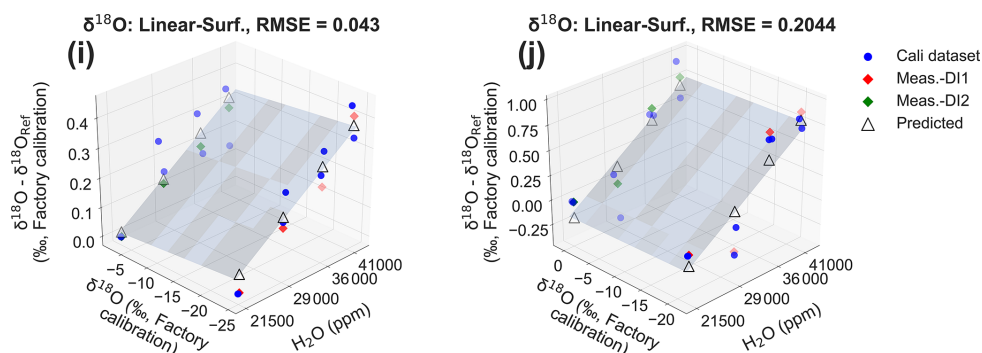 δ¹⁸O: Linear-Surf., RMSE = 0.043
(i)
0.4
0.3
0.2
0.1
0.0
δ¹⁸O - δ¹⁸O_Ref
(‰, Factory calibration)
−5
−10
−15
−20
−25
δ¹⁸O (‰, Factory
calibration)
21500
29000
36000
41000
H₂O (ppm)
δ¹⁸O: Linear-Surf., RMSE = 0.2044
(j)
1.00
0.75
0.50
0.25
0.00
−0.25
δ¹⁸O - δ¹⁸O_Ref
(‰, Factory calibration)
0
−5
−10
−15
−20
δ¹⁸O (‰, Factory
calibration)
21500
29000
36000
41000
H₂O (ppm)
Cali dataset
Meas.-DI1
Meas.-DI2
Predicted